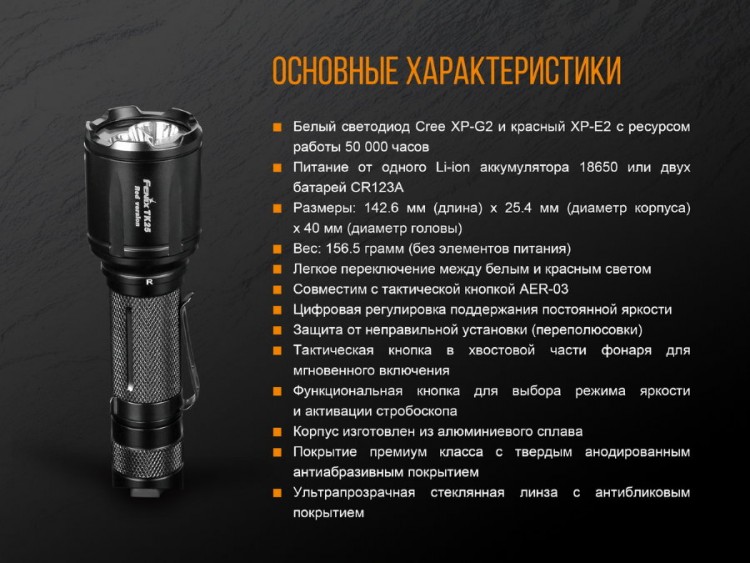 ОСНОВНЫЕ ХАРАКТЕРИСТИКИ
Белый светодиод Cree XP-G2 и красный XP-E2 с ресурсом
работы 50 000 часов
Питание от одного Li-ion аккумулятора 18650 или двух
батарей CR123A
Размеры: 142.6 мм (длина) x 25.4 мм (диаметр корпуса)
x 40 мм (диаметр головы)
Вес: 156.5 грамм (без элементов питания)
Легкое переключение между белым и красным светом
Совместим с тактической кнопкой AER-03
Цифровая регулировка поддержания постоянной яркости
Защита от неправильной установки (переполюсовки)
Тактическая кнопка в хвостовой части фонаря для
мгновенного включения
Функциональная кнопка для выбора режима яркости
и активации стробоскопа
Корпус изготовлен из алюминиевого сплава
Покрытие премиум класса с твердым анодированным
антиабразивным покрытием
Ультрапрозрачная стеклянная линза с антибликовым
покрытием
FENIX TK25
Red version
R